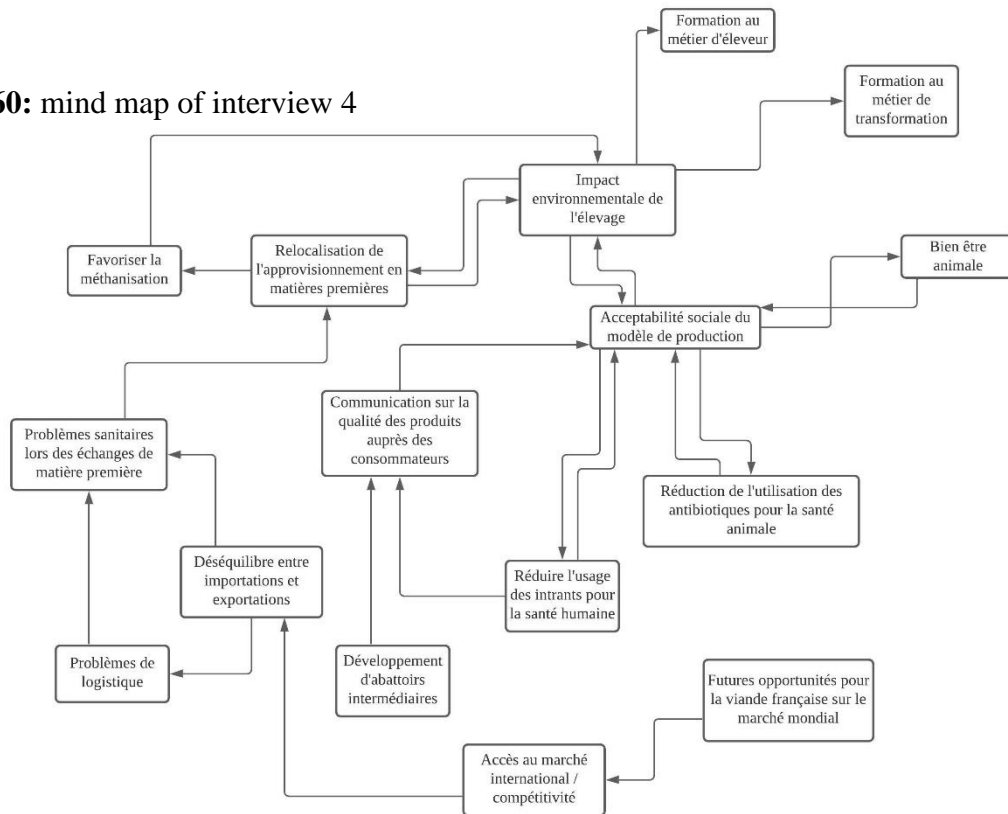 Formation au
métier d'éleveur
Formation au
métier de
transformation
60: mind map of interview 4
Impact
environnementale de
l'élevage
Favoriser la
méthanisation
Relocalisation de
l'approvisionnement en
matières premières
Bien être
animale
Acceptabilité sociale du
modèle de production
Communication sur la
qualité des produits
auprès des
consommateurs
Problèmes sanitaires
lors des échanges de
matière première
Réduction de l'utilisation des
antibiotiques pour la santé
animale
Déséquilibre entre
importations et
exportations
Réduire l'usage
des intrants pour
la santé humaine
Problèmes de
logistique
Développement
d'abattoirs
intermédiaires
Futures opportunités pour
la viande française sur le
marché mondial
Accès au marché
international /
compétitivité